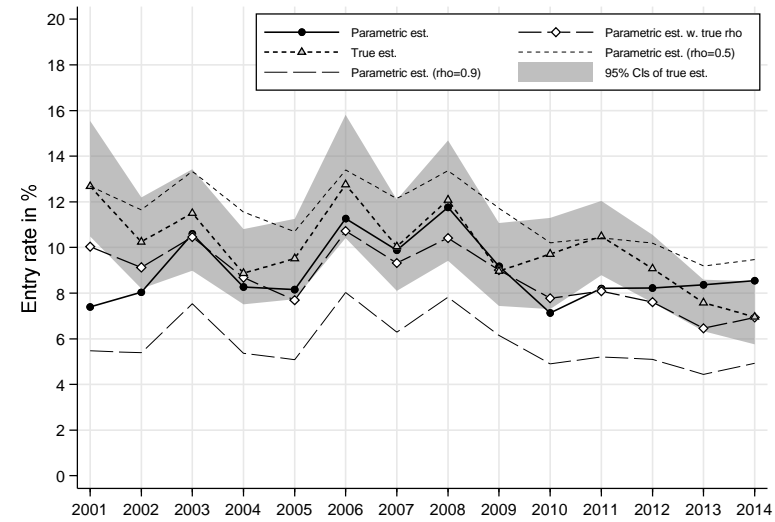 Parametric est.
Parametric est. w. true rho
True est.
Parametric est. (rho=0.5)
Parametric est. (rho=0.9)
95% CIs of true est.
Entry rate in %
20
18
16
14
12
10
8
6
4
2
0
2001 2002 2003 2004 2005 2006 2007 2008 2009 2010 2011 2012 2013 2014